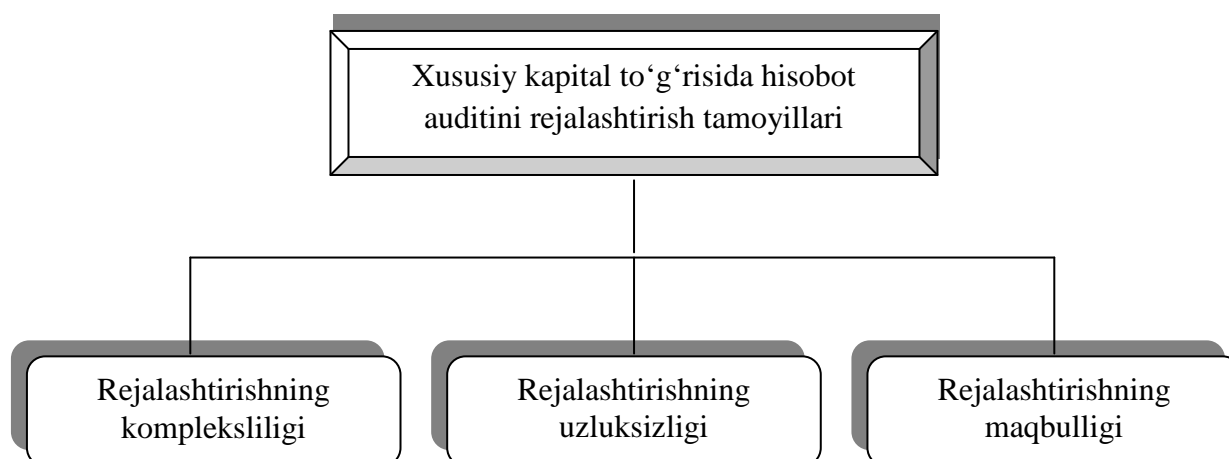 Xususiy kapital to‘g‘risida hisobot
auditini rejalashtirish tamoyillari
Rejalashtirishning
kompleksliligi
Rejalashtirishning
uzluksizligi
Rejalashtirishning
maqbulligi